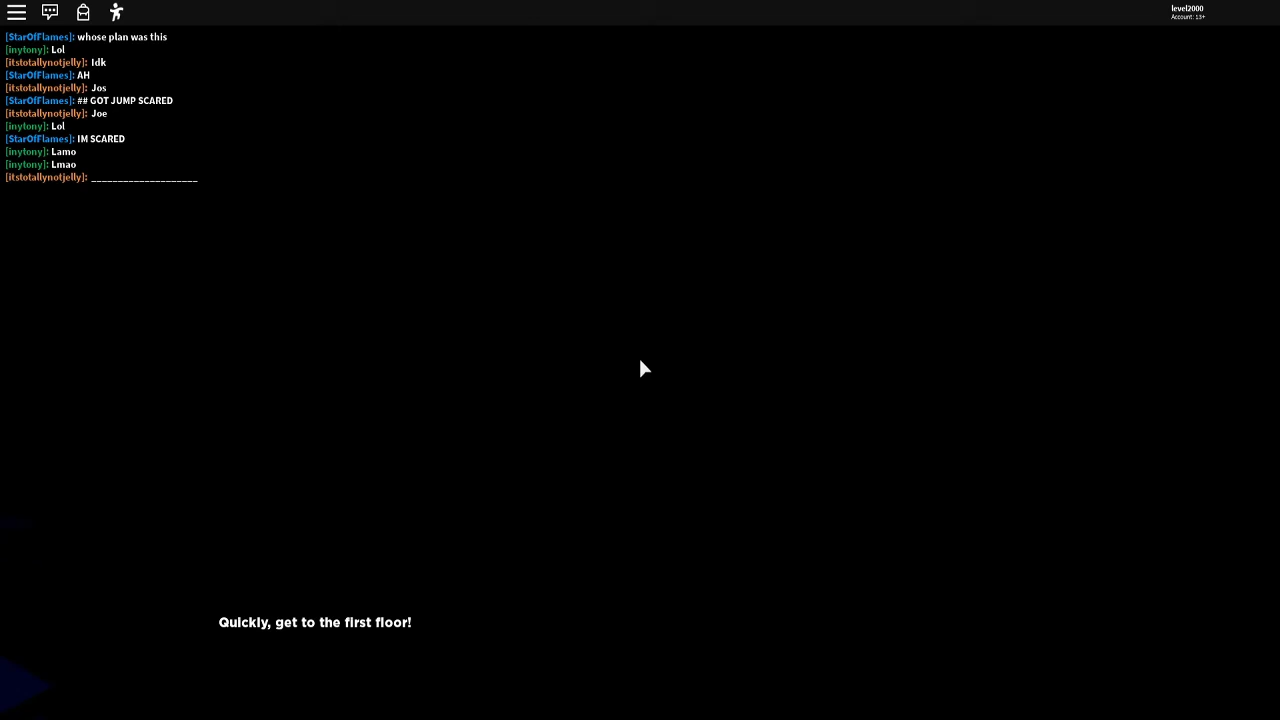 level2000
Account: 13+
[StarOfFlames]: whose plan was this
[inytony]: Lol
[itstotallynotjelly]: Idk
[StarOfFlames]: AH
[itstotallynotjelly]: Jos
[StarOfFlames]: ## GOT JUMP SCARED
[itstotallynotjelly]: Joe
[inytony]: Lol
[StarOfFlames]: IM SCARED
[inytony]: Lamo
[inytony]: Lmao
[itstotallynotjelly]: ____________________
Quickly, get to the first floor!